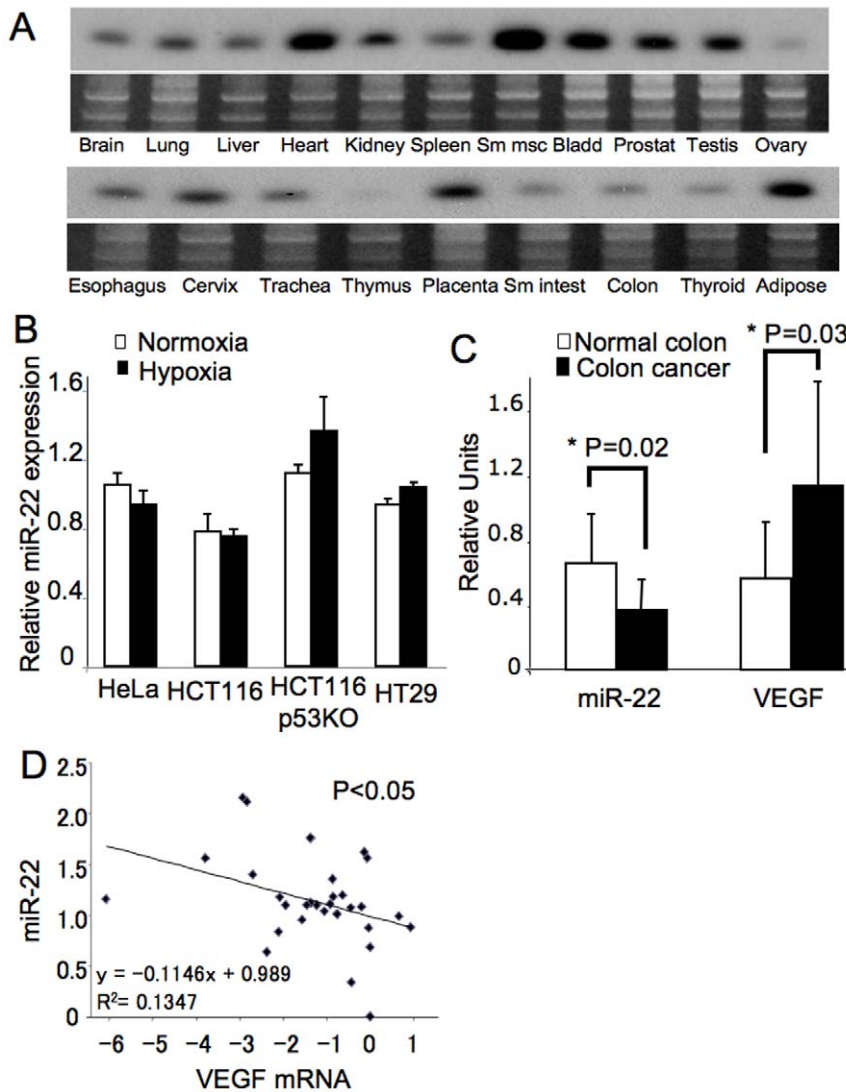 A
Brain Lung Liver Heart Kidney Spleen Sm msc Bladd Prostat Testis Ovary
Esophagus Cervix Trachea Thymus Placenta Sm intest Colon Thyroid Adipose
B
Normoxia
Hypoxia
Relative miR-22 expression
1.6
1.2
0.8
0.4
0
HeLa HCT116 HCT116 HT29
p53KO
C
Normal colon
Colon cancer
* P=0.03
* P=0.02
Relative Units
1.6
1.2
0.8
0.4
0
miR-22 VEGF
D
P<0.05
miR-22
2.5
2.0
1.5
1.0
0.5
0
y = −0.1146x + 0.989
R²= 0.1347
−6 −5 −4 −3 −2 −1 0 1
VEGF mRNA